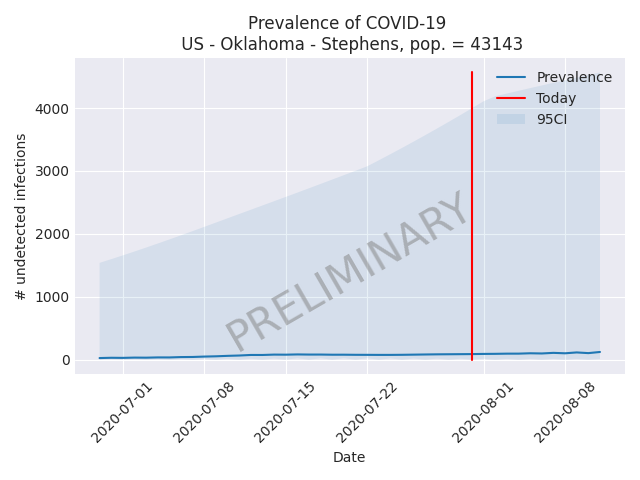 Prevalence of COVID-19
US - Oklahoma - Stephens, pop. = 43143
Prevalence
Today
95CI
4000
3000
2000
1000
0
# undetected infections
PRELIMINARY
2020-07-01
2020-07-08
2020-07-15
2020-07-22
2020-08-01
2020-08-08
Date